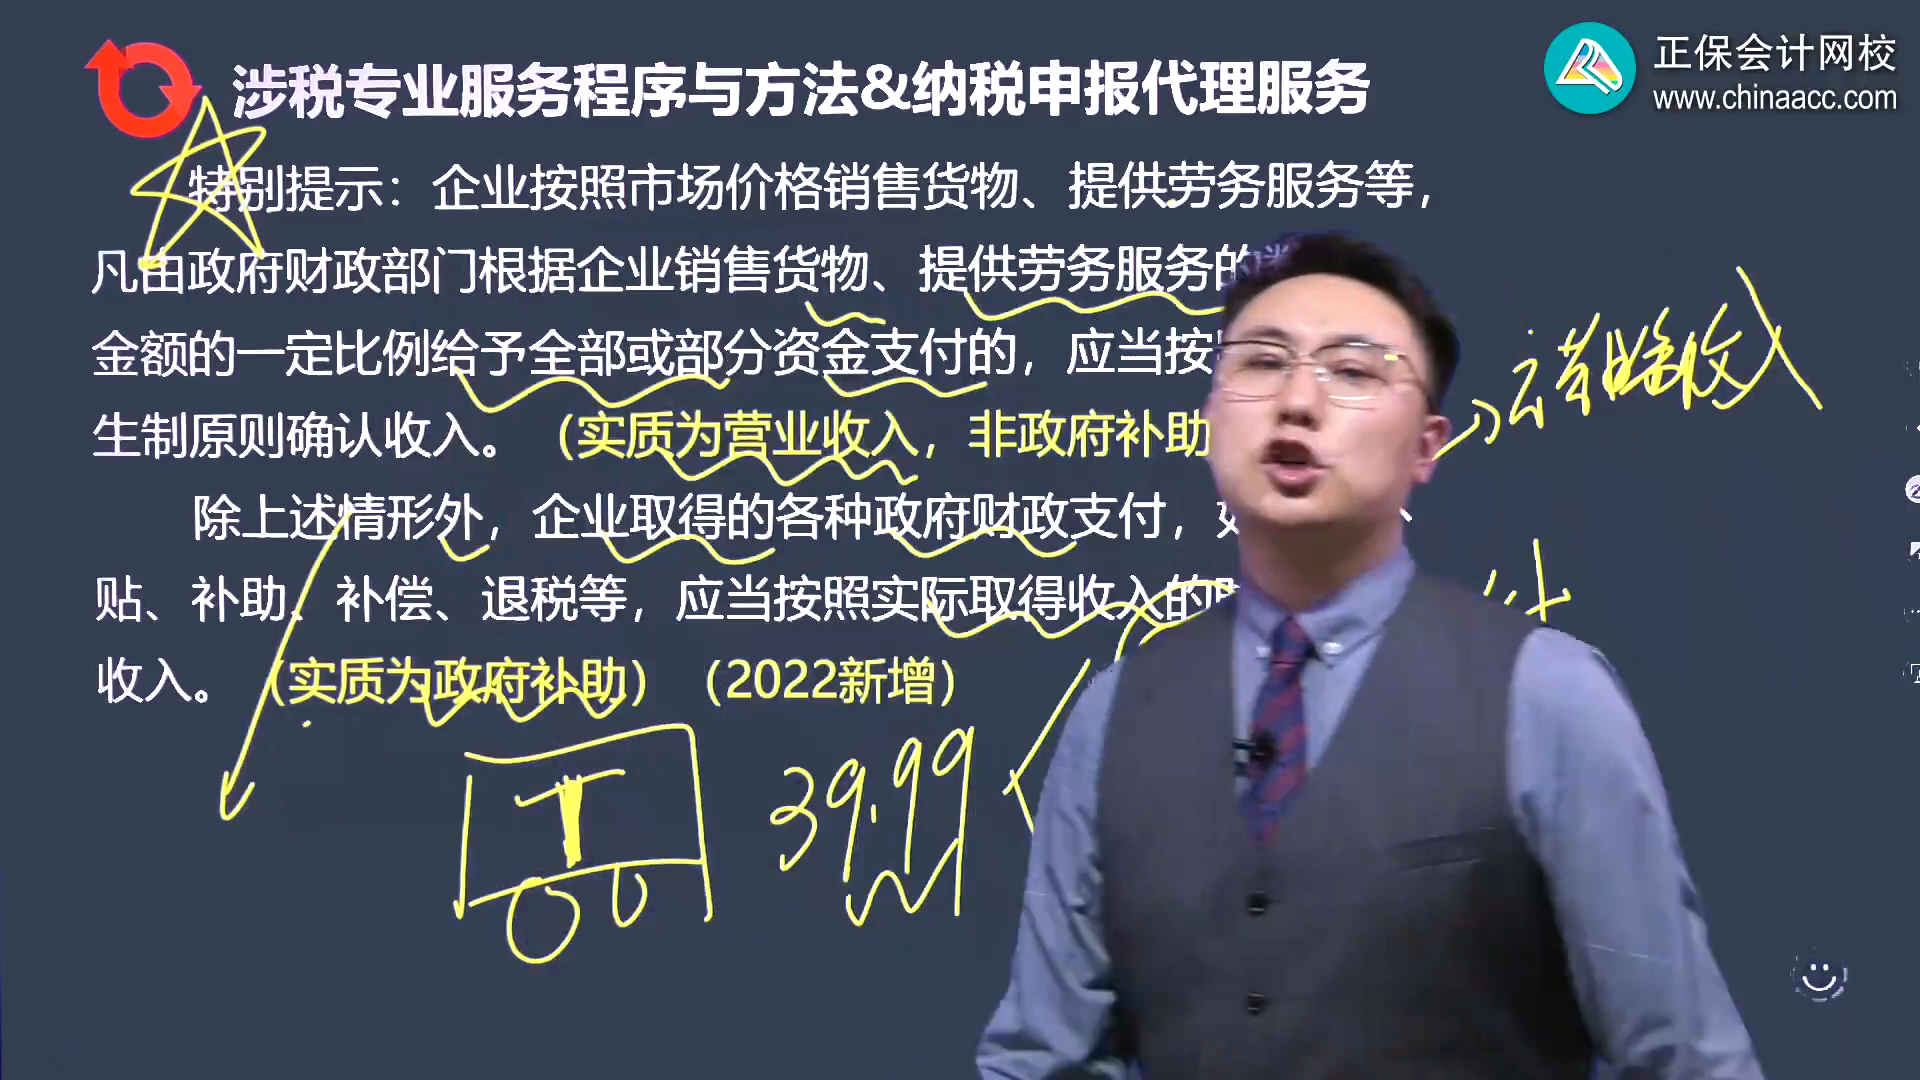 正保会计网校
www.chinaacc.com
涉税专业服务程序与方法&纳税申报代理服务
特别提示：企业按照市场价格销售货物、提供劳务服务等，
凡由政府财政部门根据企业销售货物、提供劳务服务的
金额的一定比例给予全部或部分资金支付的，应当按
生制原则确认收入。（实质为营业收入，非政府补助
除上述情形外，企业取得的各种政府财政支付，
贴、补助、补偿、退税等，应当按照实际取得收入的时
收入。（实质为政府补助）（2022新增）
T
39.99